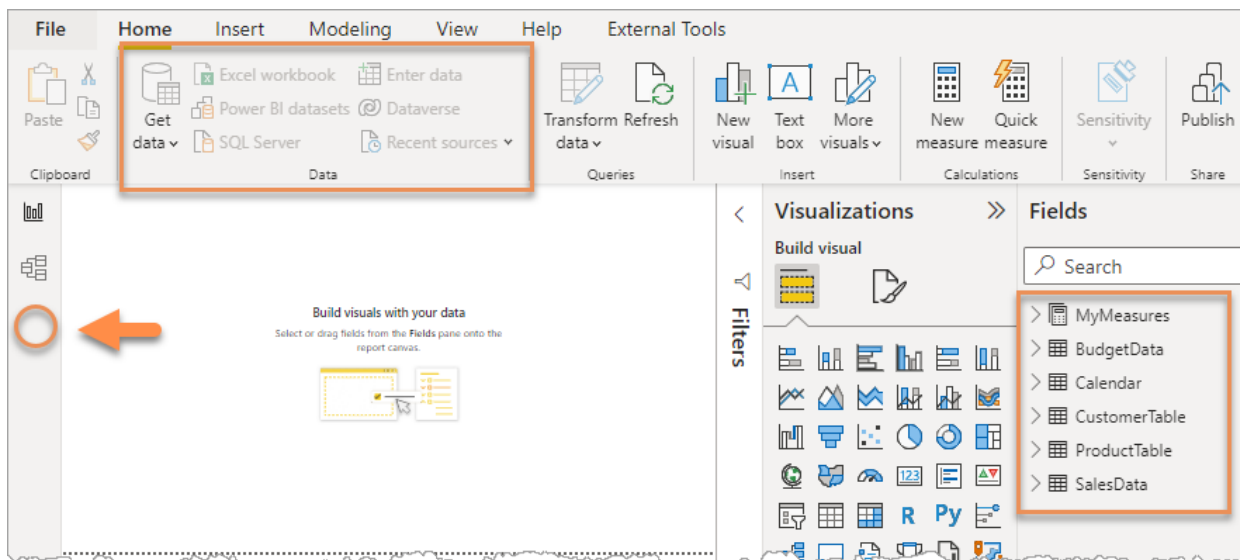 File Home Insert Modeling View Help External Tools
Paste
Clipboard
Get
data
Excel workbook
Power BI datasets
SQL Server
Enter data
Dataverse
Recent sources
Data
Transform
data
Refresh
Queries
New
visual
Text
box
More
visuals
Insert
New
measure
Quick
measure
Calculations
Sensitivity
Sensitivity
Publish
Share
Build visuals with your data
Select or drag fields from the Fields pane onto the
report canvas.
Filters
Visualizations
Build visual
A
123
R
Py
Fields
Search
MyMeasures
BudgetData
Calendar
CustomerTable
ProductTable
SalesData